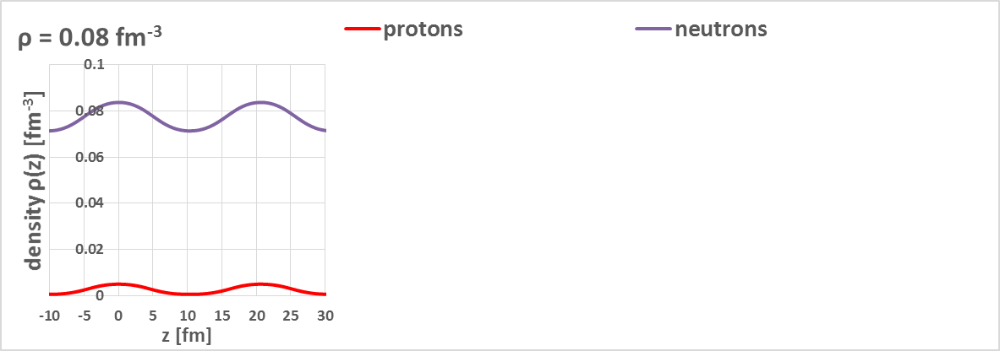 protons
neutrons
ρ = 0.08 fm-3
0.1
0.08
0.06
0.04
0.02
0
density ρ(z) [fm-3]
-10 -5 0 5 10 15 20 25 30
z [fm]